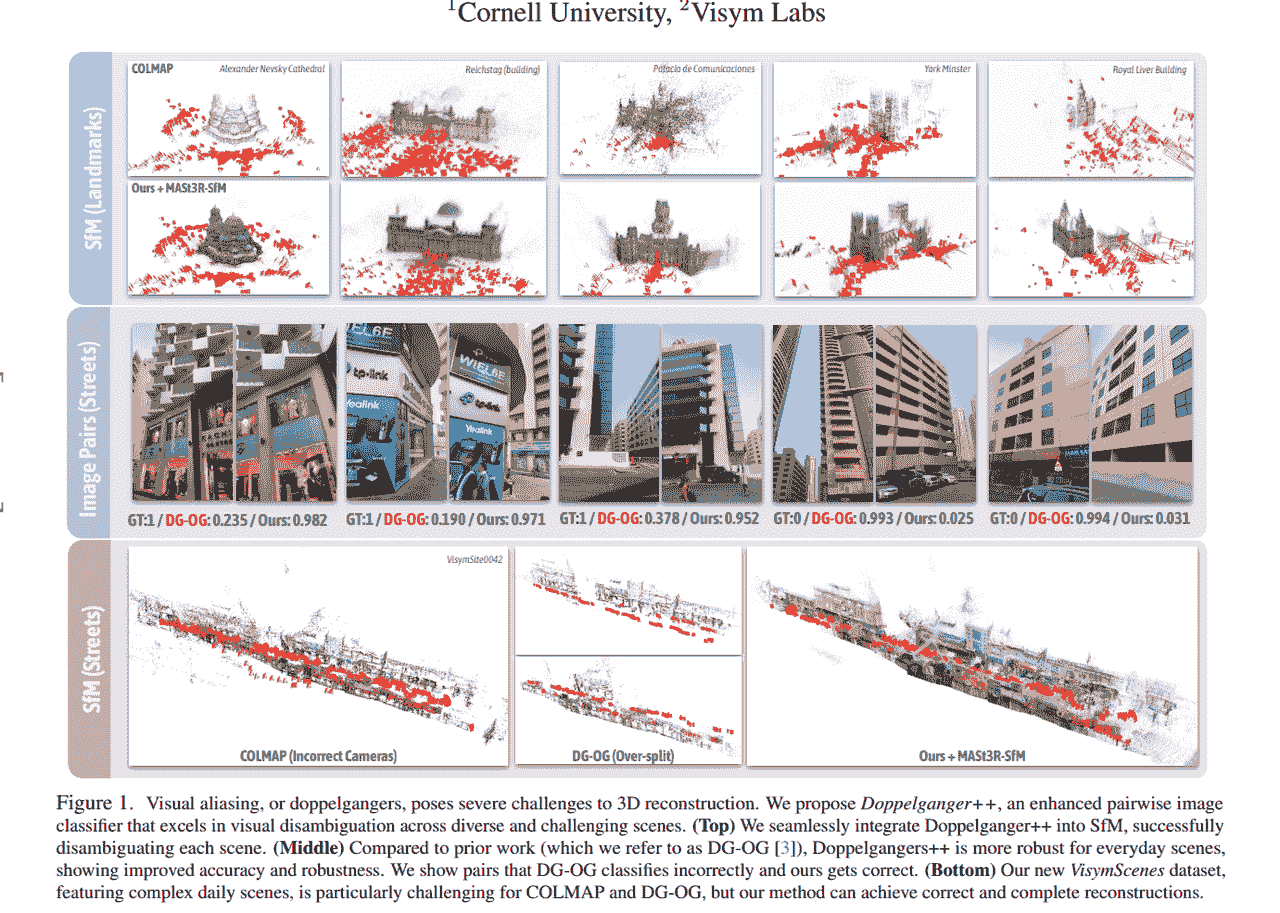 ¹Cornell University, ²Visym Labs
SfM (Landmarks)
COLMAP
Alexander Nevsky Cathedral
Reichstag (building)
Palacio de Comunicaciones
York Minster
Royal Liver Building
Ours + MASt3R-SfM
Image Pairs (Streets)
EL6E
tp-link
Yealink
WIEL6E
tp-link
Yealink
GT:1 / DG-OG: 0.235 / Ours: 0.982
GT:1 / DG-OG: 0.190 / Ours: 0.971
GT:1 / DG-OG: 0.378 / Ours: 0.952
GT:0 / DG-OG: 0.993 / Ours: 0.025
GT:0 / DG-OG: 0.994 / Ours: 0.031
SfM (Streets)
VisymSite0042
COLMAP (Incorrect Cameras)
DG-OG (Over-split)
Ours + MASt3R-SfM
Figure 1. Visual aliasing, or doppelgangers, poses severe challenges to 3D reconstruction. We propose Doppelganger++, an enhanced pairwise image
classifier that excels in visual disambiguation across diverse and challenging scenes. (Top) We seamlessly integrate Doppelganger++ into SfM, successfully
disambiguating each scene. (Middle) Compared to prior work (which we refer to as DG-OG [3]), Doppelgangers++ is more robust for everyday scenes,
showing improved accuracy and robustness. We show pairs that DG-OG classifies incorrectly and ours gets correct. (Bottom) Our new VisymScenes dataset,
featuring complex daily scenes, is particularly challenging for COLMAP and DG-OG, but our method can achieve correct and complete reconstructions.